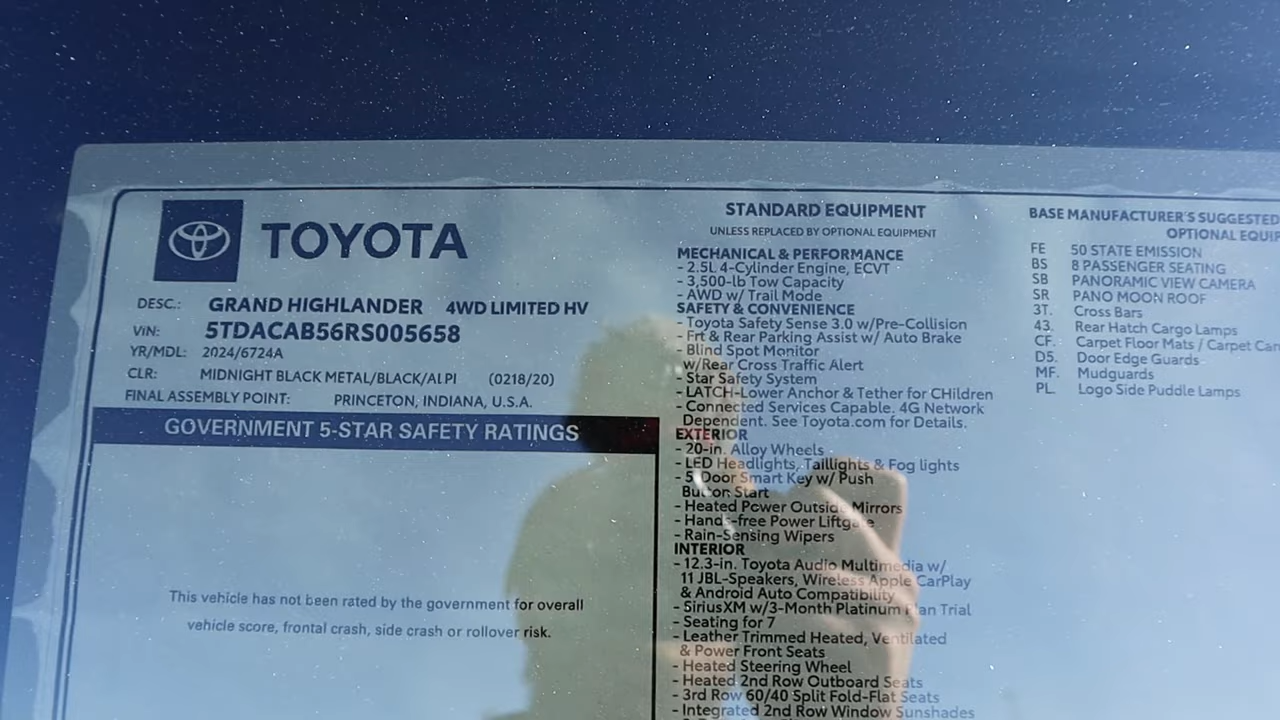 TOYOTA
DESC.: GRAND HIGHLANDER 4WD LIMITED HV
VIN: 5TDACAB56RS005658
YR/MDL: 2024/6724A
CLR: MIDNIGHT BLACK METAL/BLACK/ALPI (0218/20)
FINAL ASSEMBLY POINT: PRINCETON, INDIANA, U.S.A.
GOVERNMENT 5-STAR SAFETY RATINGS
This vehicle has not been rated by the government for overall
vehicle score, frontal crash, side crash or rollover risk.
STANDARD EQUIPMENT
UNLESS REPLACED BY OPTIONAL EQUIPMENT
MECHANICAL & PERFORMANCE
- 2.5L 4-Cylinder Engine, ECVT
- 3,500-lb Tow Capacity
- AWD w/ Trail Mode
SAFETY & CONVENIENCE
- Toyota Safety Sense 3.0 w/Pre-Collision
- Frt & Rear Parking Assist w/ Auto Brake
- Blind Spot Monitor
w/Rear Cross Traffic Alert
- Star Safety System
- LATCH-Lower Anchor & Tether for CHildren
- Connected Services Capable. 4G Network
Dependent. See Toyota.com for Details.
EXTERIOR
- 20-in. Alloy Wheels
- LED Headlights, Taillights & Fog lights
- 5 Door Smart Key w/ Push
Button Start
- Heated Power Outside Mirrors
- Hands-free Power Liftgate
- Rain-Sensing Wipers
INTERIOR
- 12.3-in. Toyota Audio Multimedia w/
11 JBL-Speakers, Wireless Apple CarPlay
& Android Auto Compatibility
- SiriusXM w/3-Month Platinum Plan Trial
- Seating for 7
- Leather Trimmed Heated, Ventilated
& Power Front Seats
- Heated Steering Wheel
- Heated 2nd Row Outboard Seats
- 3rd Row 60/40 Split Fold-Flat Seats
- Integrated 2nd Row Window Sunshades
BASE MANUFACTURER'S SUGGESTED
OPTIONAL EQUIP
FE 50 STATE EMISSION
BS 8 PASSENGER SEATING
SB PANORAMIC VIEW CAMERA
SR PANO MOON ROOF
3T. Cross Bars
43. Rear Hatch Cargo Lamps
CF. Carpet Floor Mats / Carpet Car
D5. Door Edge Guards
MF. Mudguards
PL. Logo Side Puddle Lamps